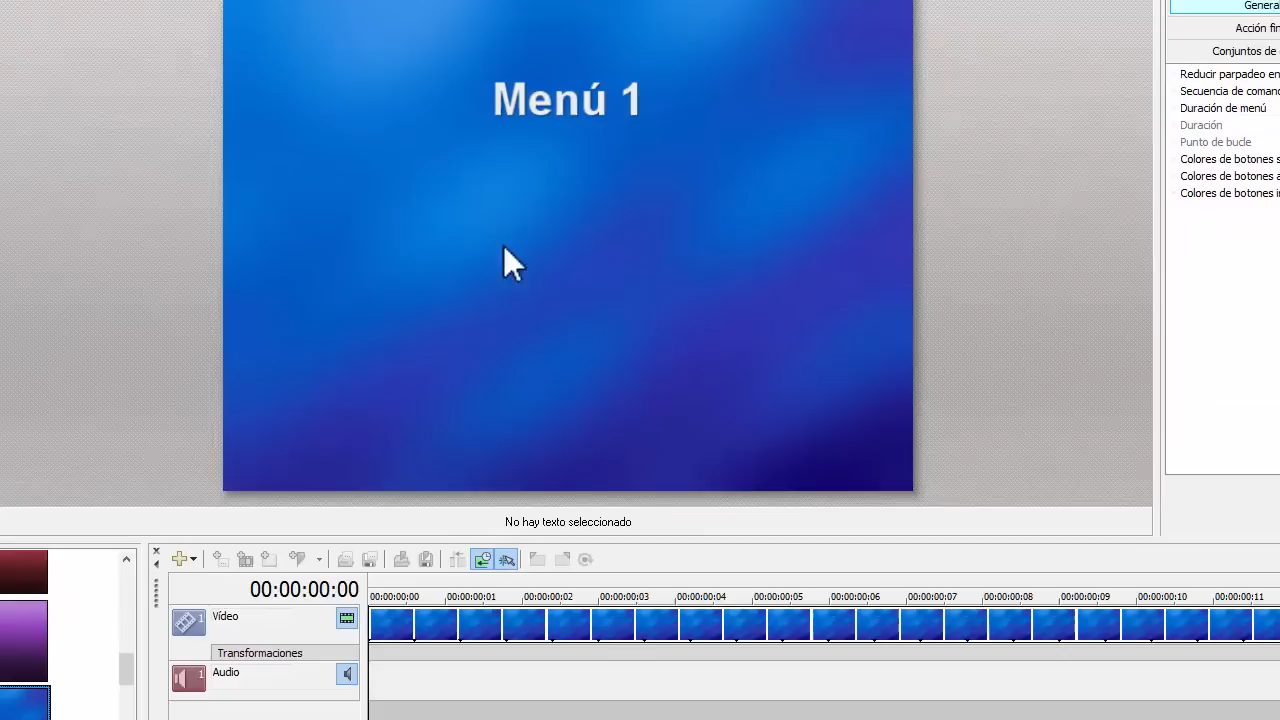 General
Acción fin
Conjuntos de
Reducir parpadeo en
Secuencia de coman
Duración de menú
Duración
Punto de bucle
Colores de botones s
Colores de botones a
Colores de botones i
Menú 1
No hay texto seleccionado
00:00:00:00
00:00:00:00 00:00:00:01 00:00:00:02 00:00:00:03 00:00:00:04 00:00:00:05 00:00:00:06 00:00:00:07 00:00:00:08 00:00:00:09 00:00:00:10 00:00:00:11
1 Vídeo
Transformaciones
1 Audio